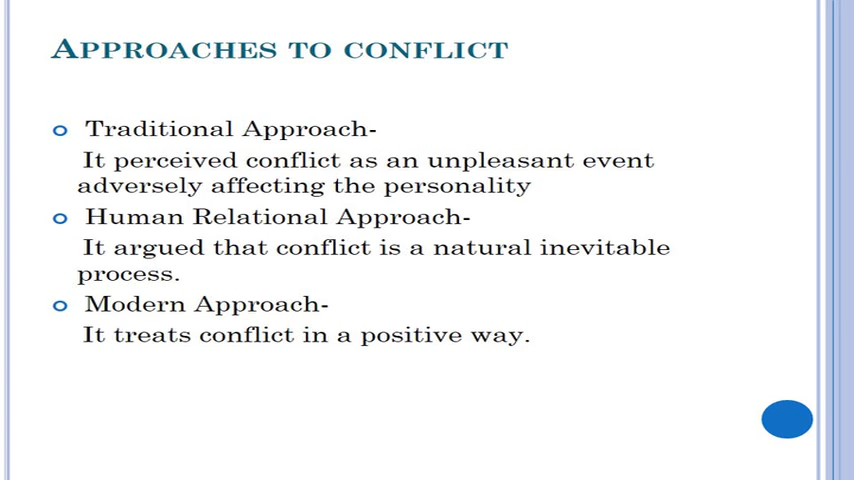 APPROACHES TO CONFLICT
Traditional Approach-
It perceived conflict as an unpleasant event
adversely affecting the personality
Human Relational Approach-
It argued that conflict is a natural inevitable
process.
Modern Approach-
It treats conflict in a positive way.